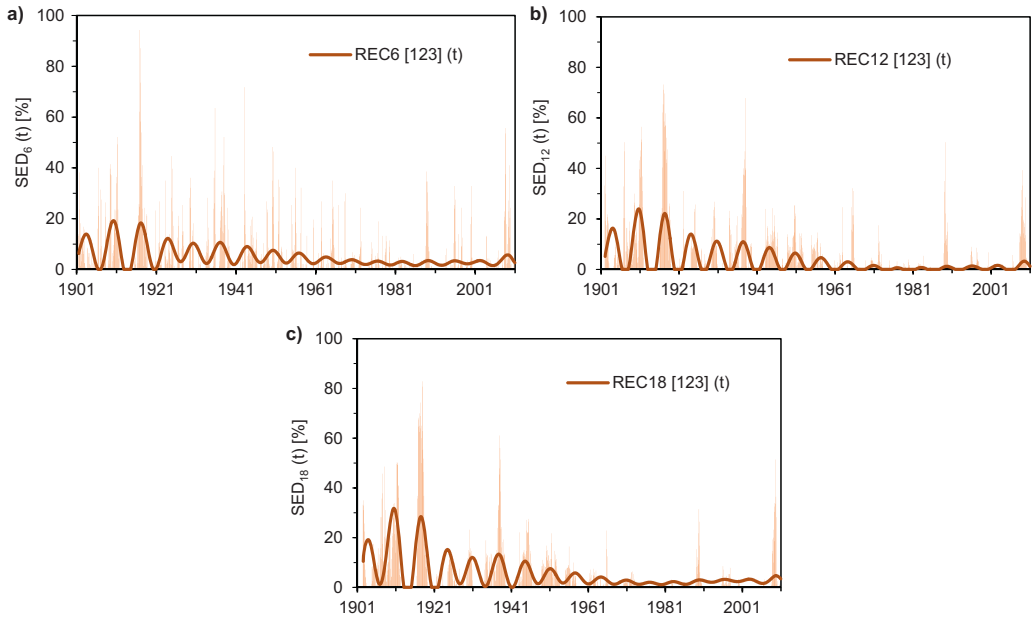 a)
SED₆ (t) [%]
100
80
60
40
20
0
REC6 [123] (t)
1901 1921 1941 1961 1981 2001
b)
SED₁₂ (t) [%]
100
80
60
40
20
0
REC12 [123] (t)
1901 1921 1941 1961 1981 2001
c)
SED₁₈ (t) [%]
100
80
60
40
20
0
REC18 [123] (t)
1901 1921 1941 1961 1981 2001